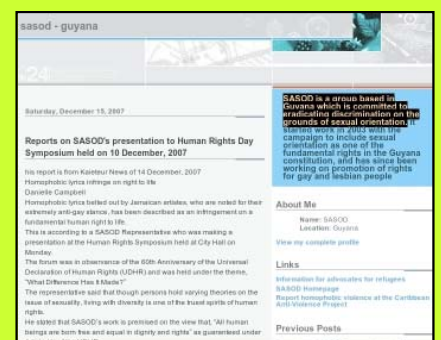 sasod - guyana
Saturday, December 15, 2007
Reports on SASOD's presentation to Human Rights Day
Symposium held on 10 December, 2007
his report is from Kaieteur News of 14 December, 2007
Homophobic lyrics infringe on right to life
Danielle Campbell
Homophobic lyrics belted out by Jamaican artistes, who are noted for their
extremely anti-gay stance, has been described as an infringement on a
fundamental human right to life.
This is according to a SASOD Representative who was making a
presentation at the Human Rights Symposium held at City Hall on
Monday.
The forum was in observance of the 60th Anniversary of the Universal
Declaration of Human Rights (UDHR) and was held under the theme,
"What Difference Has It Made?"
The representative said that though persons hold varying theories on the
issue of sexuality, living with diversity is one of the truest spirits of human
rights.
He stated that SASOD's work is premised on the view that, "All human
beings are born free and equal in dignity and rights" as guaranteed under
SASOD is a group based in
Guyana which is committed to
eradicating discrimination on the
grounds of sexual orientation. It
started work in 2003 with the
campaign to include sexual
orientation as one of the
fundamental rights in the Guyana
constitution, and has since been
working on promotion of rights
for gay and lesbian people
About Me
Name: SASOD
Location: Guyana
View my complete profile
Links
Information for advocates for refugees
SASOD Homepage
Report homophobic violence at the Caribbean
Anti-Violence Project
Previous Posts